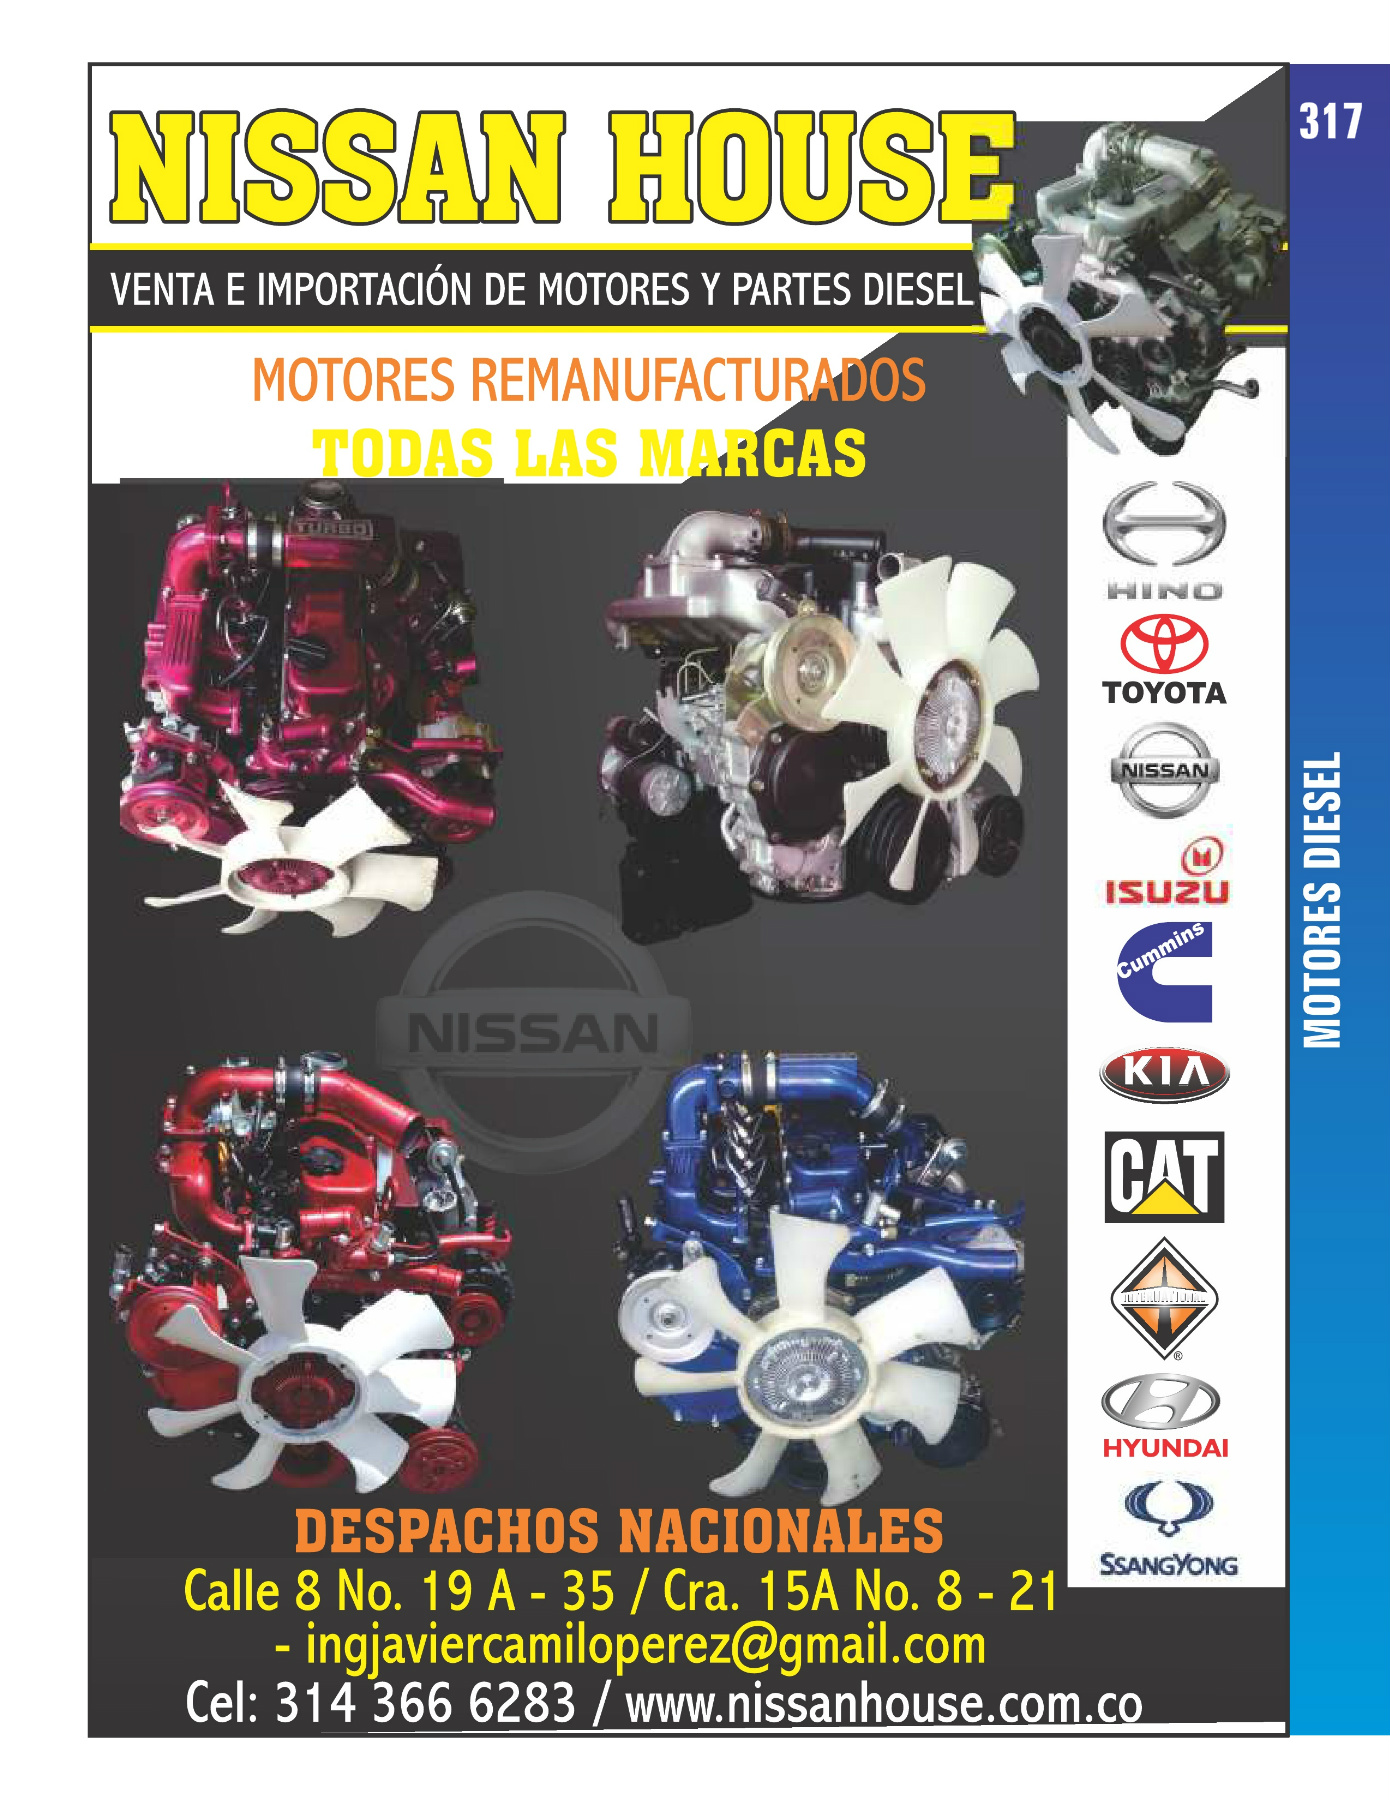 NISSAN HOUSE
317
VENTA E IMPORTACIÓN DE MOTORES Y PARTES DIESEL
MOTORES REMANUFACTURADOS
TODAS LAS MARCAS
TURBO
HINO
TOYOTA
NISSAN
ISUZU
Cummins
KIA
CAT
INTERNATIONAL
®
HYUNDAI
SSANGYONG
NISSAN
MOTORES DIESEL
DESPACHOS NACIONALES
Calle 8 No. 19 A - 35 / Cra. 15A No. 8 - 21
- ingjaviercamiloperez@gmail.com
Cel: 314 366 6283 / www.nissanhouse.com.co